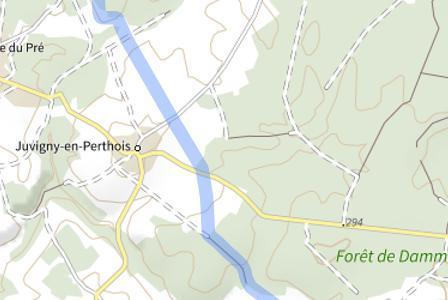 e du Pré
Juvigny-en-Perthois
294
Forêt de Damm